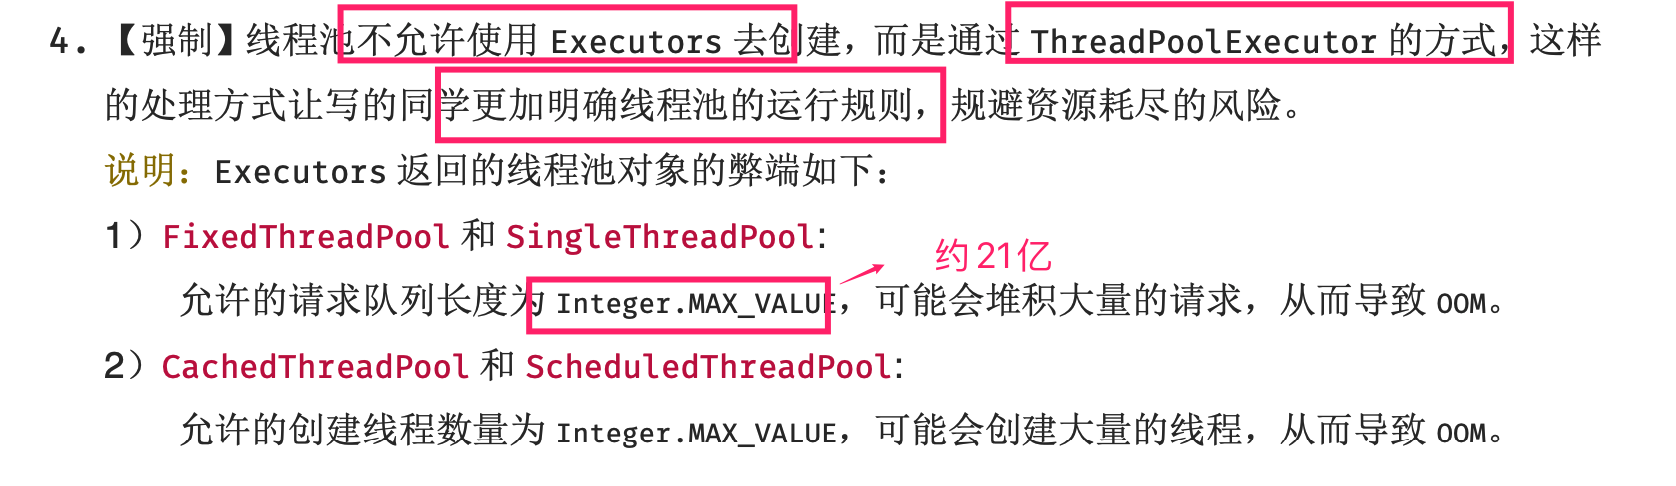 4. 【强制】线程池不允许使用 Executors 去创建，而是通过 ThreadPoolExecutor 的方式，这样
的处理方式让写的同学更加明确线程池的运行规则，规避资源耗尽的风险。
说明：Executors 返回的线程池对象的弊端如下：
1）FixedThreadPool 和 SingleThreadPool:
约21亿
允许的请求队列长度为 Integer.MAX_VALUE，可能会堆积大量的请求，从而导致 OOM。
2）CachedThreadPool 和 ScheduledThreadPool:
允许的创建线程数量为 Integer.MAX_VALUE，可能会创建大量的线程，从而导致 OOM。